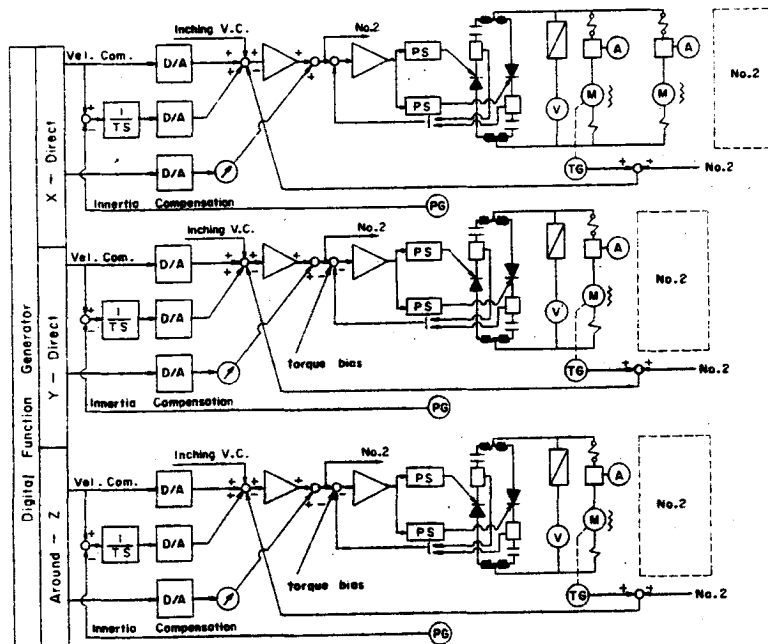 Digital Function Generator
X - Direct
Inching V.C.
No.2
Vel. Com.
D/A
+
+
-
+
+
+
-
PS
A
A
No.2
1
TS
D/A
PS
M
M
V
D/A
TG
+
+
No.2
Innertia Compensation
PG
Y - Direct
Inching V.C.
No.2
Vel. Com.
D/A
PS
A
No.2
1
TS
D/A
PS
M
V
torque bias
D/A
TG
+
+
No.2
Innertia Compensation
PG
Around - Z
Inching V.C.
No.2
Vel. Com.
D/A
PS
A
No.2
1
TS
D/A
PS
M
V
torque bias
D/A
TG
+
+
No.2
Innertia Compensation
PG